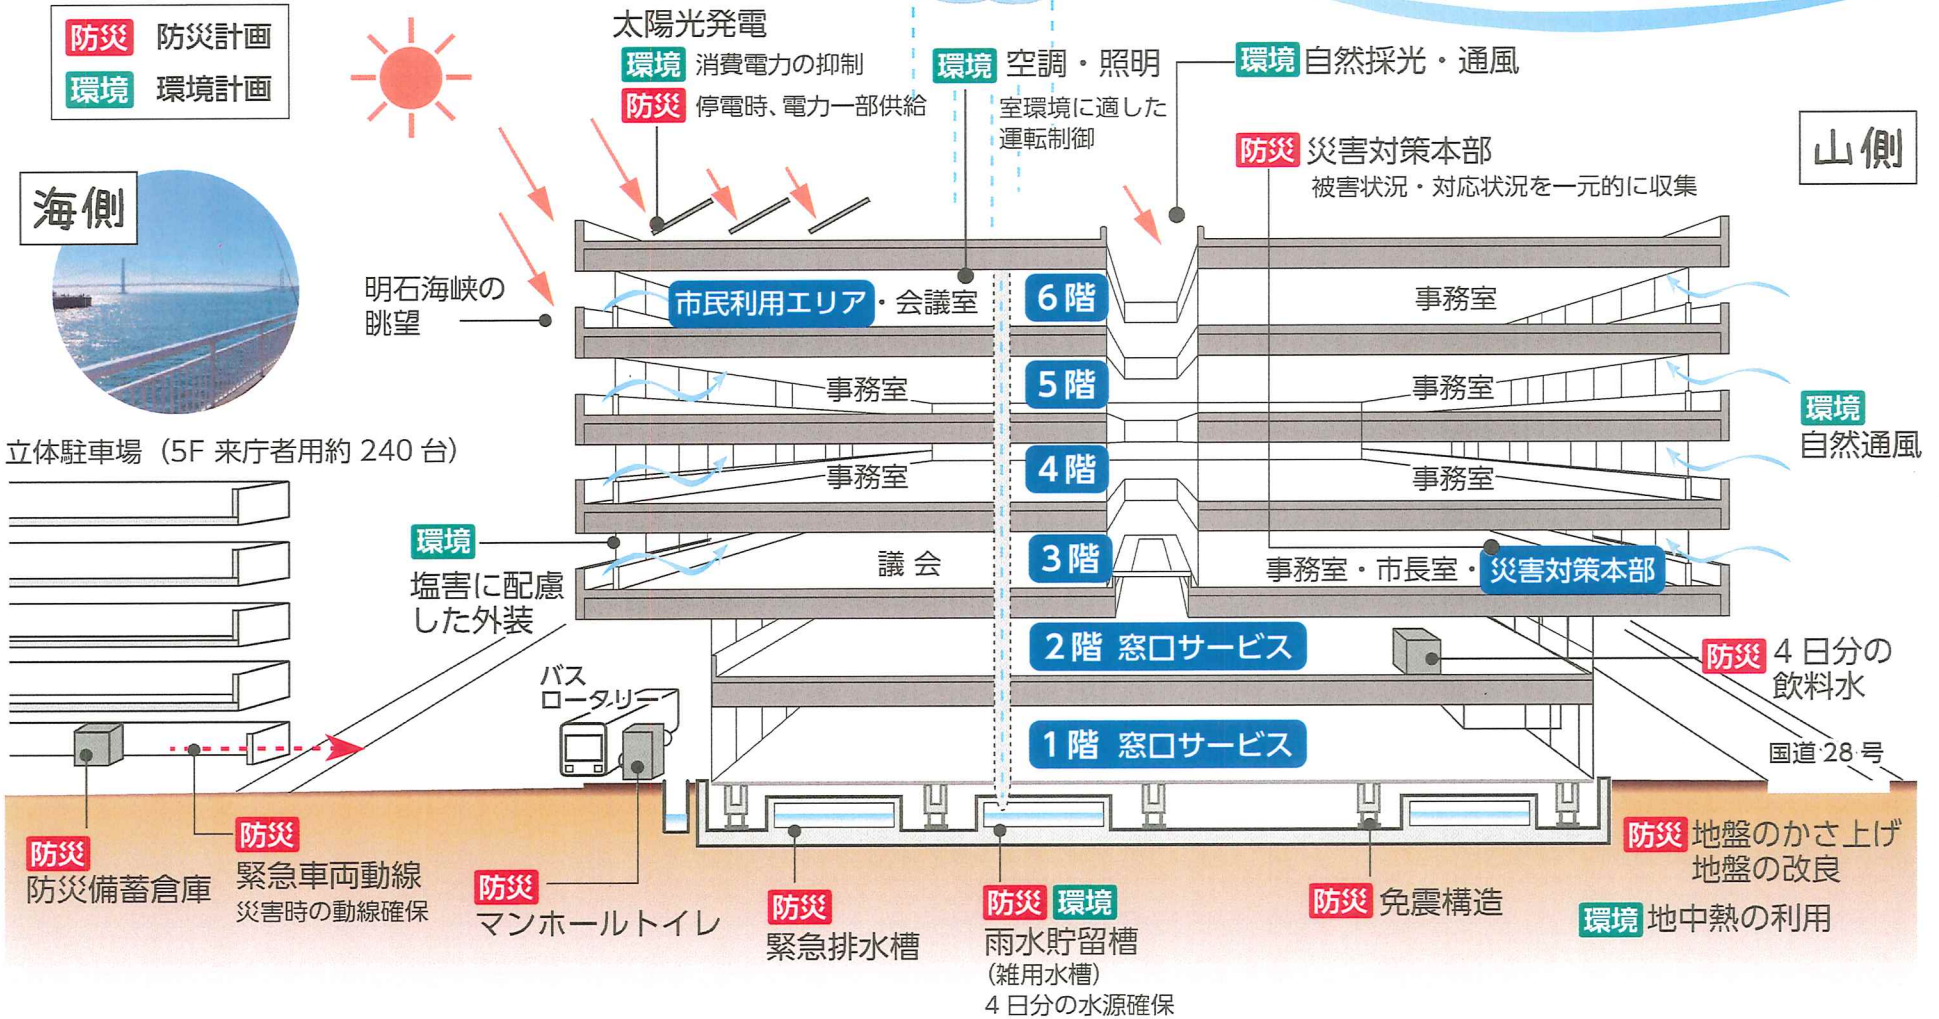 防災 防災計画
環境 環境計画
太陽光発電
環境 消費電力の抑制
防災 停電時、電力一部供給
環境 空調・照明
室環境に適した
運転制御
環境 自然採光・通風
防災 災害対策本部
被害状況・対応状況を一元的に収集
山側
海側
明石海峡の
眺望
市民利用エリア・会議室
6階
事務室
事務室
5階
事務室
環境
自然通風
立体駐車場(5F 来庁者用約 240 台)
事務室
4階
事務室
環境
塩害に配慮
した外装
議会
3階
事務室・市長室・災害対策本部
2階 窓口サービス
防災 4日分の
飲料水
バス
ロータリー
1階 窓口サービス
国道28号
防災
防災備蓄倉庫
防災
緊急車両動線
災害時の動線確保
防災
マンホールトイレ
防災
緊急排水槽
防災 環境
雨水貯留槽
(雑用水槽)
4日分の水源確保
防災 免震構造
防災 地盤のかさ上げ
地盤の改良
環境 地中熱の利用